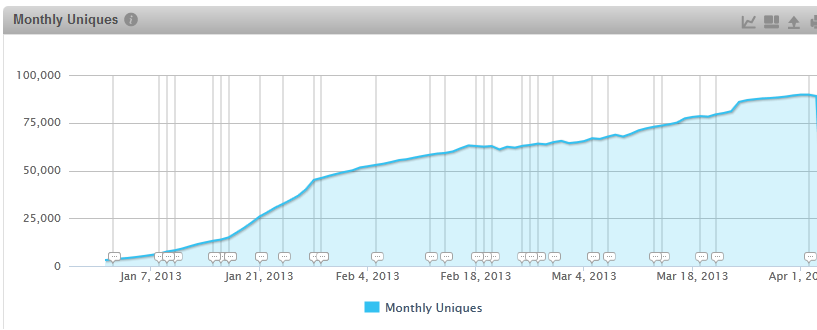 Monthly Uniques
100,000
75,000
50,000
25,000
0
Jan 7, 2013 Jan 21, 2013 Feb 4, 2013 Feb 18, 2013 Mar 4, 2013 Mar 18, 2013 Apr 1, 20
Monthly Uniques